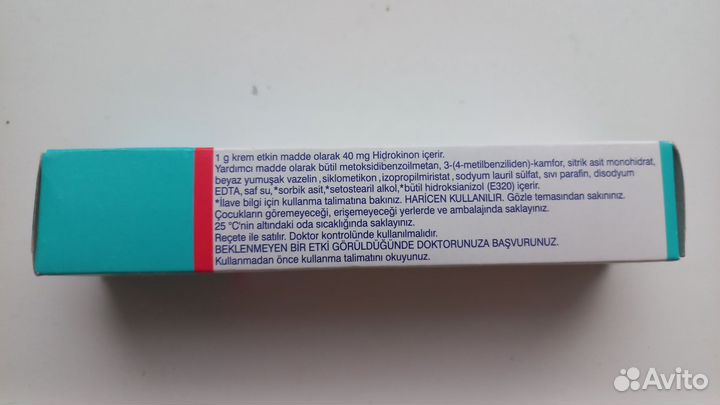 1 g krem etkin madde olarak 40 mg Hidrokinon içerir.
Yardımcı madde olarak bütil metoksidibenzoilmetan, 3-(4-metilbenziliden)-kamfor, sitrik asit monohidrat,
beyaz yumuşak vazelin ,siklometikon ,izopropilmiristat , sodyum lauril sülfat, sıvı parafin, disodyum
EDTA, saf su,*sorbik asit,*setostearil alkol,*bütil hidroksianizol (E320) içerir.
*İlave bilgi için kullanma talimatına bakınız. HARİCEN KULLANILIR. Gözle temasından sakınınız.
Çocukların göremeyeceği, erişemeyeceği yerlerde ve ambalajında saklayınız.
25 °C'nin altındaki oda sıcaklığında saklayınız.
Reçete ile satılır. Doktor kontrolünde kullanılmalıdır.
BEKLENMEYEN BİR ETKİ GÖRÜLDÜĞÜNDE DOKTORUNUZA BAŞVURUNUZ.
Kullanmadan önce kullanma talimatını okuyunuz.
Avito